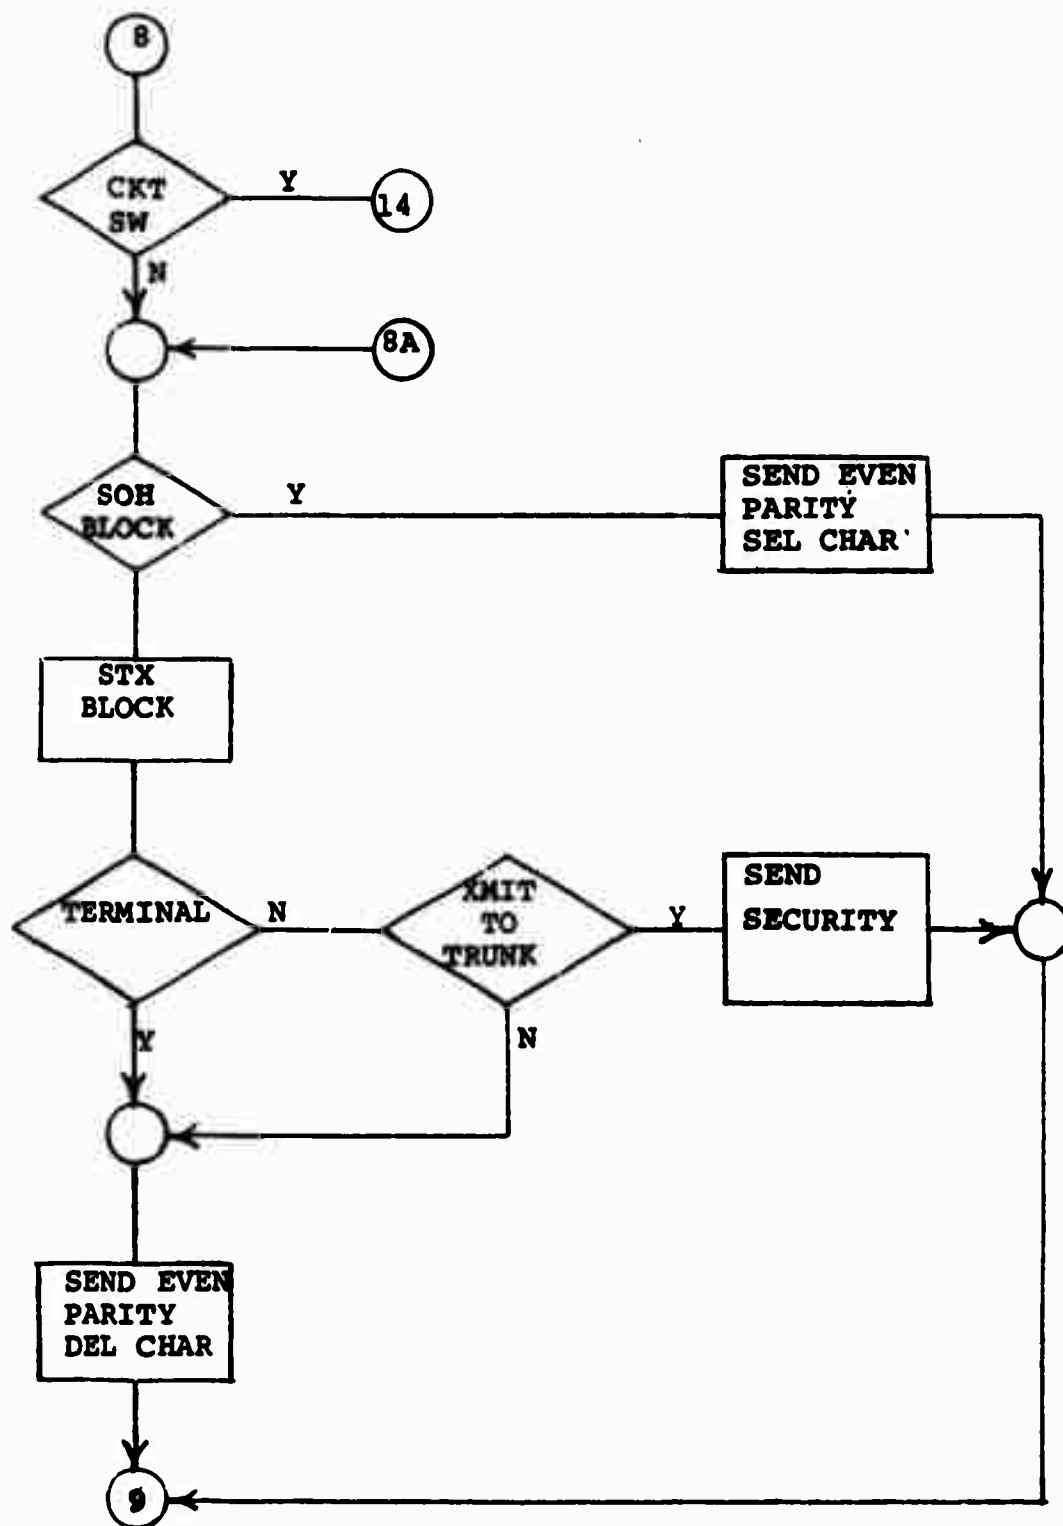 8
CKT
SW
Y
14
N
8A
SOH
BLOCK
Y
SEND EVEN
PARITY
SEL CHAR
STX
BLOCK
TERMINAL
N
XMIT
TO
TRUNK
Y
SEND
SECURITY
Y
N
SEND EVEN
PARITY
DEL CHAR
9